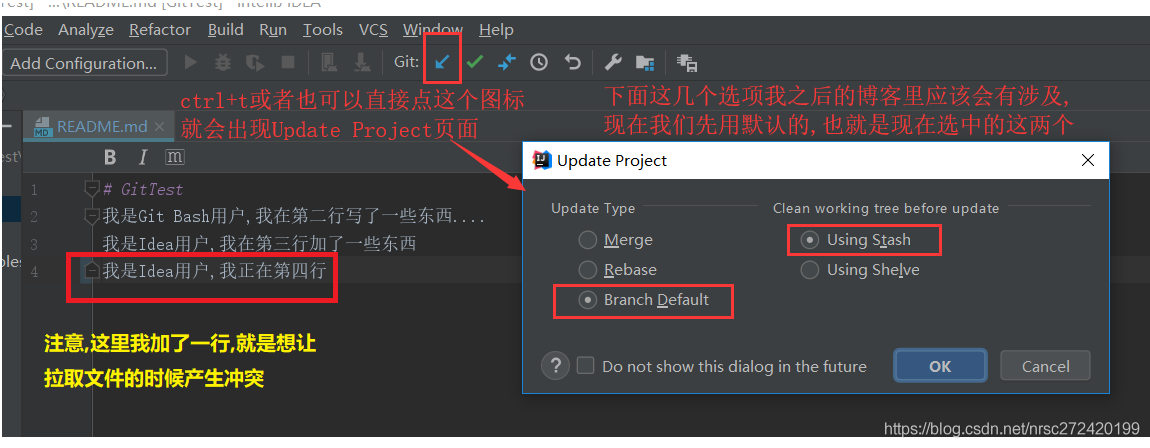 Code Analyze Refactor Build Run Tools VCS Window Help
Add Configuration... Git:
ctrl+t或者也可以直接点这个图标
就会出现Update Project页面
下面这几个选项我之后的博客里应该会有涉及,
现在我们先用默认的,也就是现在选中的这两个
README.md
MD
B I m
1 # GitTest
2 我是Git Bash用户,我在第二行写了一些东西....
3 我是Idea用户,我在第三行加了一些东西
4 我是Idea用户,我正在第四行
注意,这里我加了一行,就是想让
拉取文件的时候产生冲突
Update Project
Update Type
Merge
Rebase
Branch Default
Clean working tree before update
Using Stash
Using Shelve
? Do not show this dialog in the future
OK
Cancel
https://blog.csdn.net/nrsc272420199